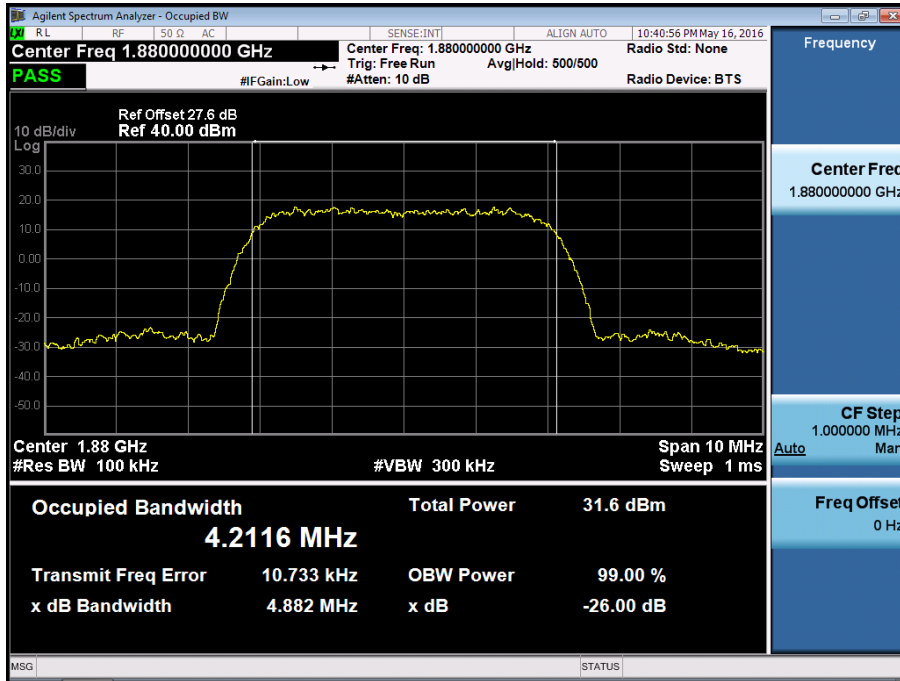 Agilent Spectrum Analyzer - Occupied BW
LXI RL RF 50 Ω AC SENSE:INT ALIGN AUTO 10:40:56 PM May 16, 2016
Center Freq 1.880000000 GHz
Center Freq: 1.880000000 GHz
Radio Std: None
Trig: Free Run Avg|Hold: 500/500
PASS
#IFGain:Low
#Atten: 10 dB
Radio Device: BTS
Ref Offset 27.6 dB
10 dB/div Ref 40.00 dBm
Log
30.0
20.0
10.0
0.00
-10.0
-20.0
-30.0
-40.0
-50.0
Center 1.88 GHz Span 10 MHz
#Res BW 100 kHz #VBW 300 kHz Sweep 1 ms
Occupied Bandwidth Total Power 31.6 dBm
4.2116 MHz
Transmit Freq Error 10.733 kHz OBW Power 99.00 %
x dB Bandwidth 4.882 MHz x dB -26.00 dB
MSG STATUS
Frequency
Center Freq
1.880000000 GHz
CF Step
1.000000 MHz
Auto Man
Freq Offset
0 Hz